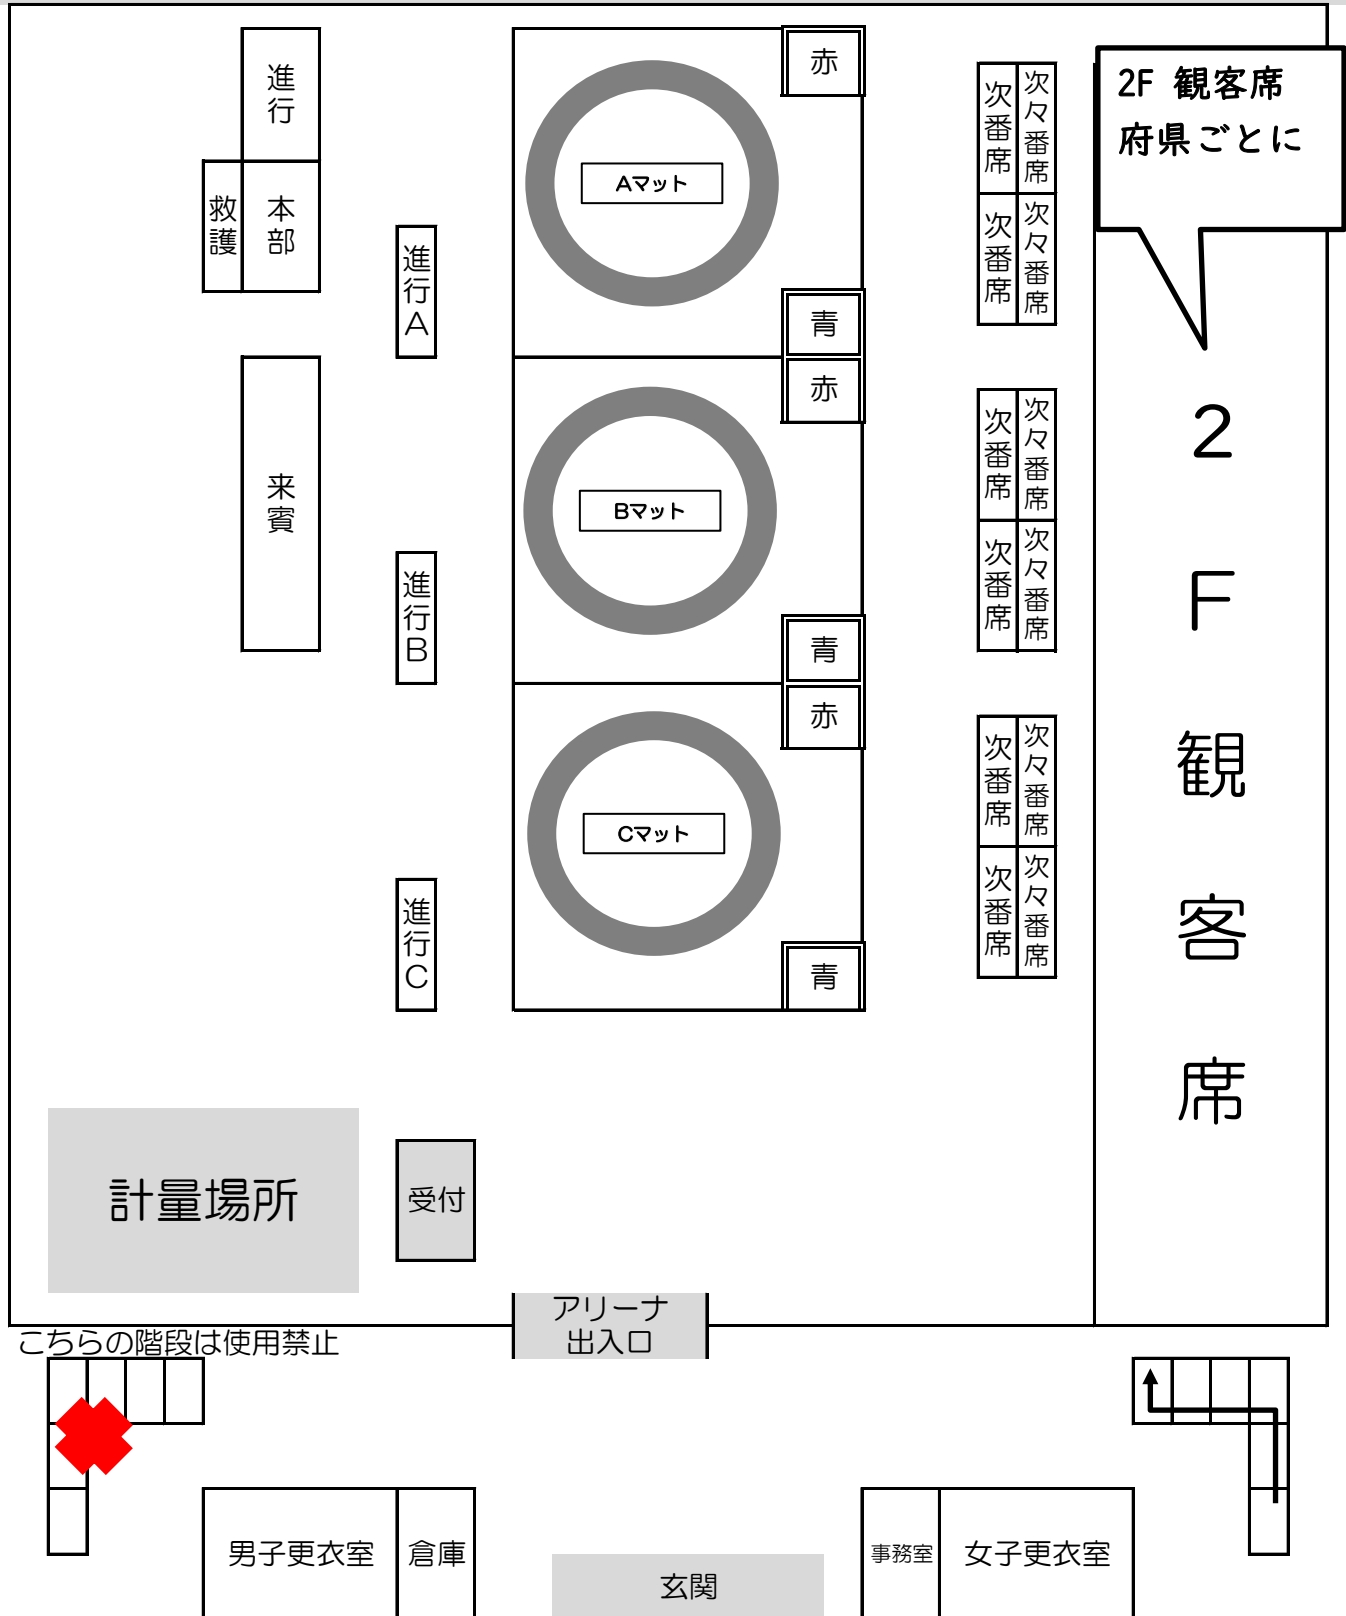 進行
救護
本部
進行A
来賓
進行B
進行C
赤
Aマット
青
赤
Bマット
青
赤
Cマット
青
次番席
次々番席
次番席
次々番席
次番席
次々番席
次番席
次々番席
次番席
次々番席
次番席
次々番席
2F 観客席
府県ごとに
2F観客席
計量場所
受付
アリーナ
出入口
こちらの階段は使用禁止
男子更衣室
倉庫
玄関
事務室
女子更衣室